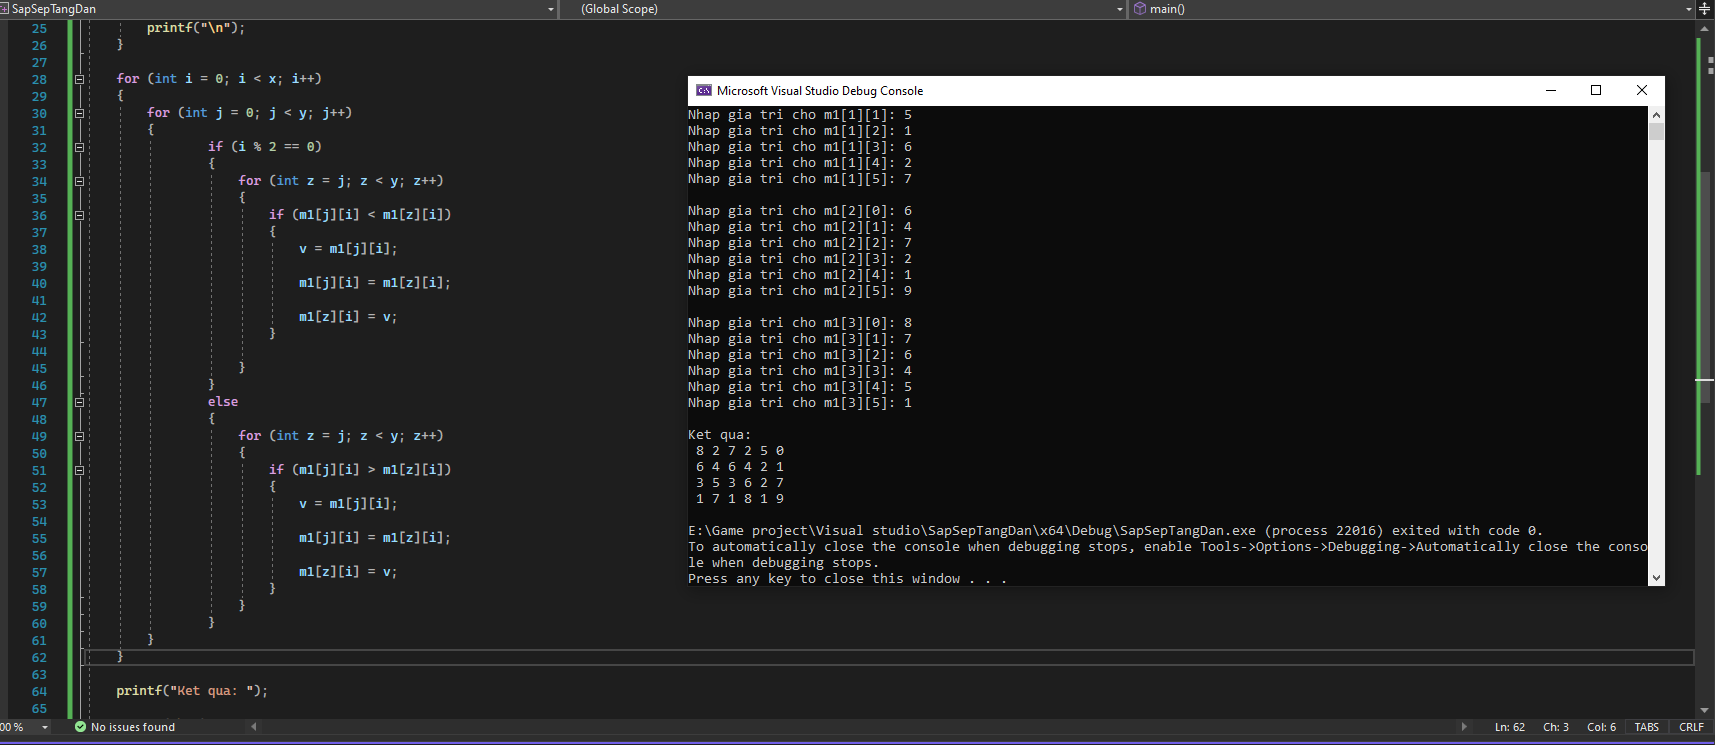 SapSepTangDan (Global Scope) main()
25 printf("\n");
26 }
27
28 for (int i = 0; i < x; i++)
29 {
30 for (int j = 0; j < y; j++)
31 {
32 if (i % 2 == 0)
33 {
34 for (int z = j; z < y; z++)
35 {
36 if (m1[j][i] < m1[z][i])
37 {
38 v = m1[j][i];
39
40 m1[j][i] = m1[z][i];
41
42 m1[z][i] = v;
43 }
44
45 }
46 }
47 else
48 {
49 for (int z = j; z < y; z++)
50 {
51 if (m1[j][i] > m1[z][i])
52 {
53 v = m1[j][i];
54
55 m1[j][i] = m1[z][i];
56
57 m1[z][i] = v;
58 }
59 }
60 }
61 }
62 }
63
64 printf("Ket qua: ");
65
Microsoft Visual Studio Debug Console
Nhap gia tri cho m1[1][1]: 5
Nhap gia tri cho m1[1][2]: 1
Nhap gia tri cho m1[1][3]: 6
Nhap gia tri cho m1[1][4]: 2
Nhap gia tri cho m1[1][5]: 7
Nhap gia tri cho m1[2][0]: 6
Nhap gia tri cho m1[2][1]: 4
Nhap gia tri cho m1[2][2]: 7
Nhap gia tri cho m1[2][3]: 2
Nhap gia tri cho m1[2][4]: 1
Nhap gia tri cho m1[2][5]: 9
Nhap gia tri cho m1[3][0]: 8
Nhap gia tri cho m1[3][1]: 7
Nhap gia tri cho m1[3][2]: 6
Nhap gia tri cho m1[3][3]: 4
Nhap gia tri cho m1[3][4]: 5
Nhap gia tri cho m1[3][5]: 1
Ket qua:
8 2 7 2 5 0
6 4 6 4 2 1
3 5 3 6 2 7
1 7 1 8 1 9
E:\Game project\Visual studio\SapSepTangDan\x64\Debug\SapSepTangDan.exe (process 22016) exited with code 0.
To automatically close the console when debugging stops, enable Tools->Options->Debugging->Automatically close the conso
le when debugging stops.
Press any key to close this window . . .
00 % No issues found Ln: 62 Ch: 3 Col: 6 TABS CRLF